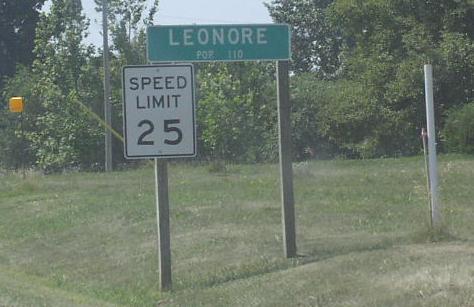 LEONORE
POP. 110
SPEED
LIMIT
25